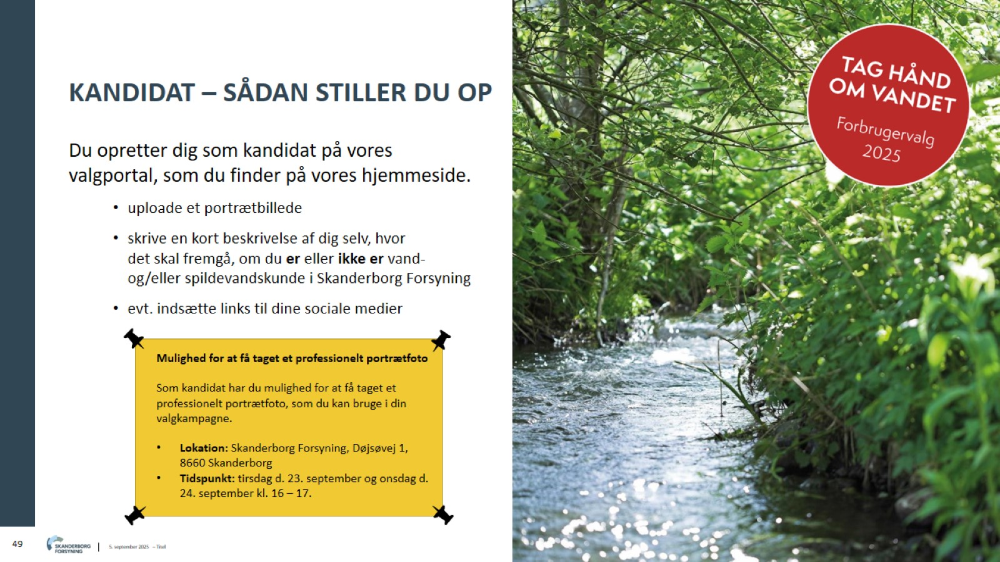 KANDIDAT – SÅDAN STILLER DU OP
Du opretter dig som kandidat på vores
valgportal, som du finder på vores hjemmeside.
• uploade et portrætbillede
• skrive en kort beskrivelse af dig selv, hvor
det skal fremgå, om du er eller ikke er vand-
og/eller spildevandskunde i Skanderborg Forsyning
• evt. indsætte links til dine sociale medier
Mulighed for at få taget et professionelt portrætfoto
Som kandidat har du mulighed for at få taget et
professionelt portrætfoto, som du kan bruge i din
valgkampagne.
• Lokation: Skanderborg Forsyning, Døjsøvej 1,
8660 Skanderborg
• Tidspunkt: tirsdag d. 23. september og onsdag d.
24. september kl. 16 – 17.
TAG HÅND
OM VANDET
Forbrugervalg
2025
49
SKANDERBORG
FORSYNING
5. september 2025 – Titel